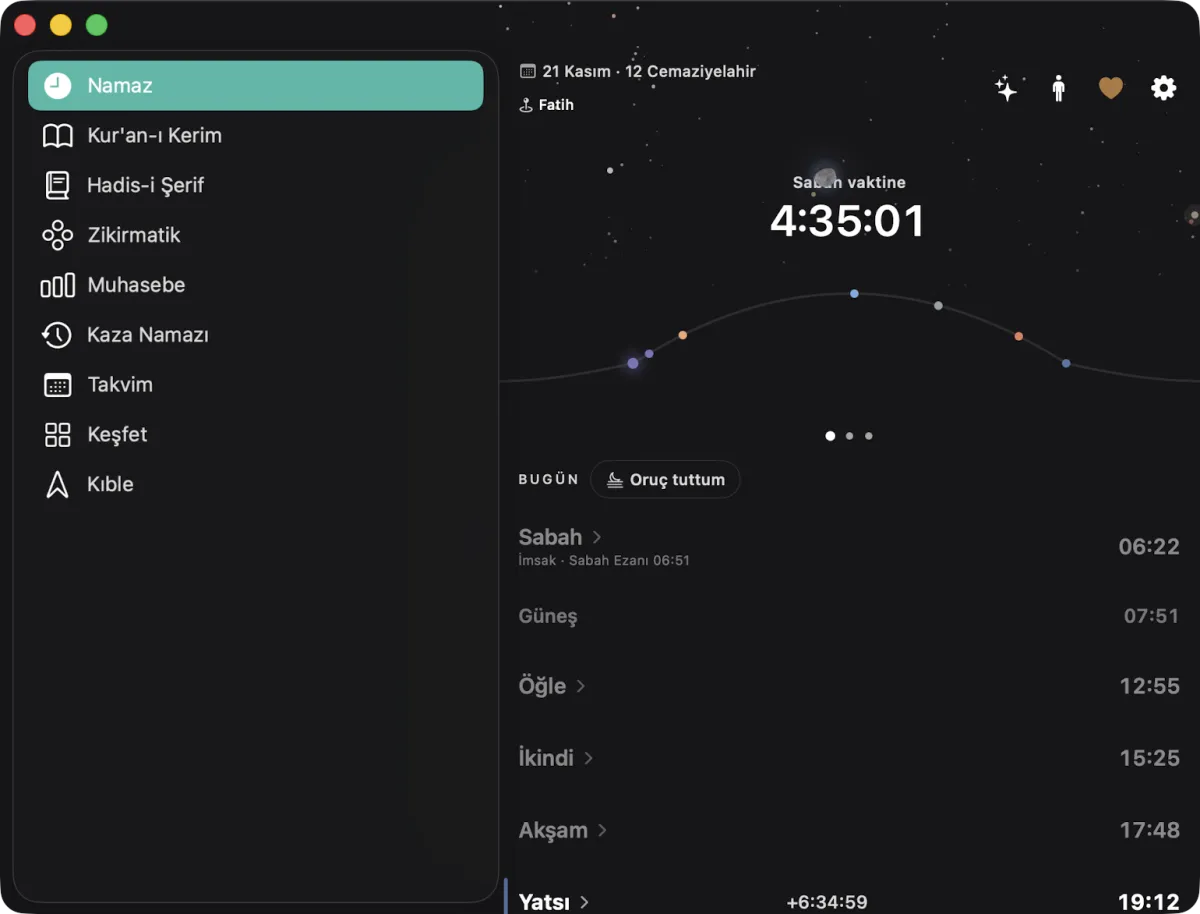 Namaz
Kur'an-ı Kerim
Hadis-i Şerif
Zikirmatik
Muhasebe
Kaza Namazı
Takvim
Keşfet
Kıble
21 Kasım · 12 Cemaziyelahir
Fatih
Sabah vaktine
4:35:01
BUGÜN
Oruç tuttum
Sabah
06:22
İmsak · Sabah Ezanı 06:51
Güneş
07:51
Öğle
12:55
İkindi
15:25
Akşam
17:48
Yatsı
+6:34:59
19:12